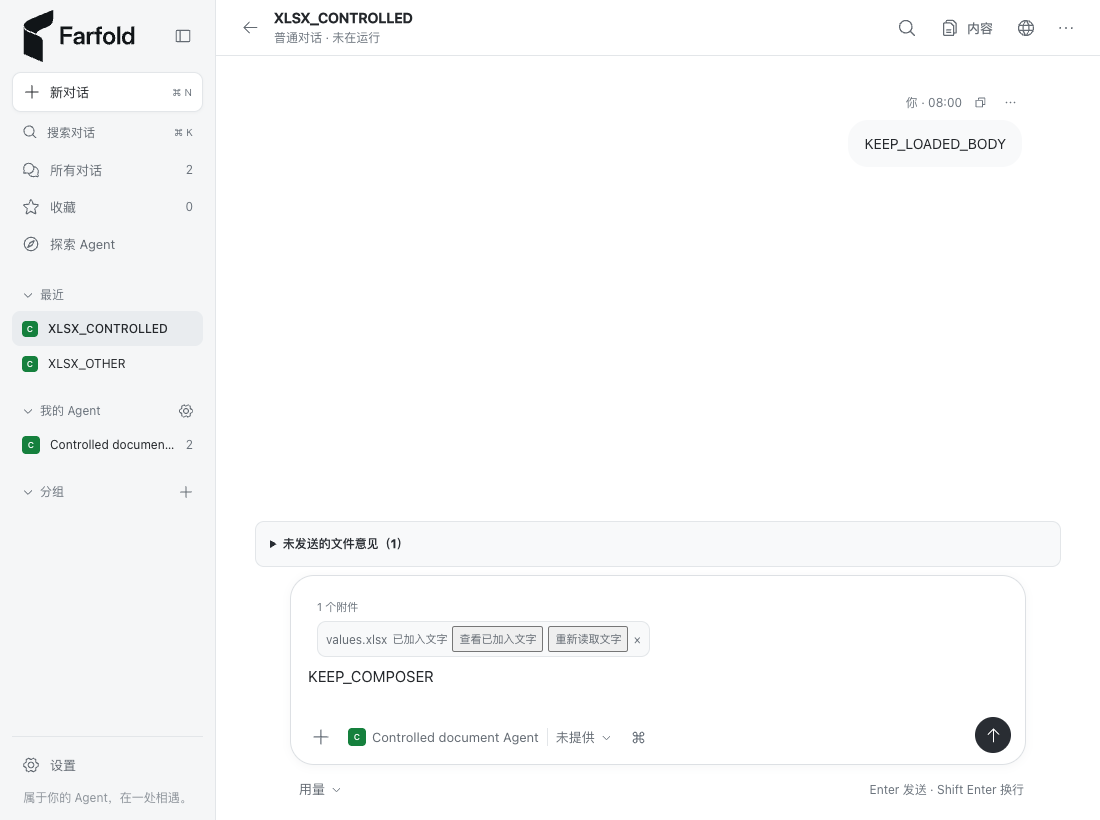 Farfold
新对话
⌘ N
搜索对话
⌘ K
所有对话
2
收藏
0
探索 Agent
最近
C
XLSX_CONTROLLED
C
XLSX_OTHER
我的 Agent
C
Controlled documen...
2
分组
设置
属于你的 Agent，在一处相遇。
XLSX_CONTROLLED
普通对话 · 未在运行
内容
你 · 08:00
KEEP_LOADED_BODY
未发送的文件意见（1）
1 个附件
values.xlsx 已加入文字 查看已加入文字 重新读取文字 x
KEEP_COMPOSER
C Controlled document Agent 未提供 ⌘
用量
Enter 发送 · Shift Enter 换行